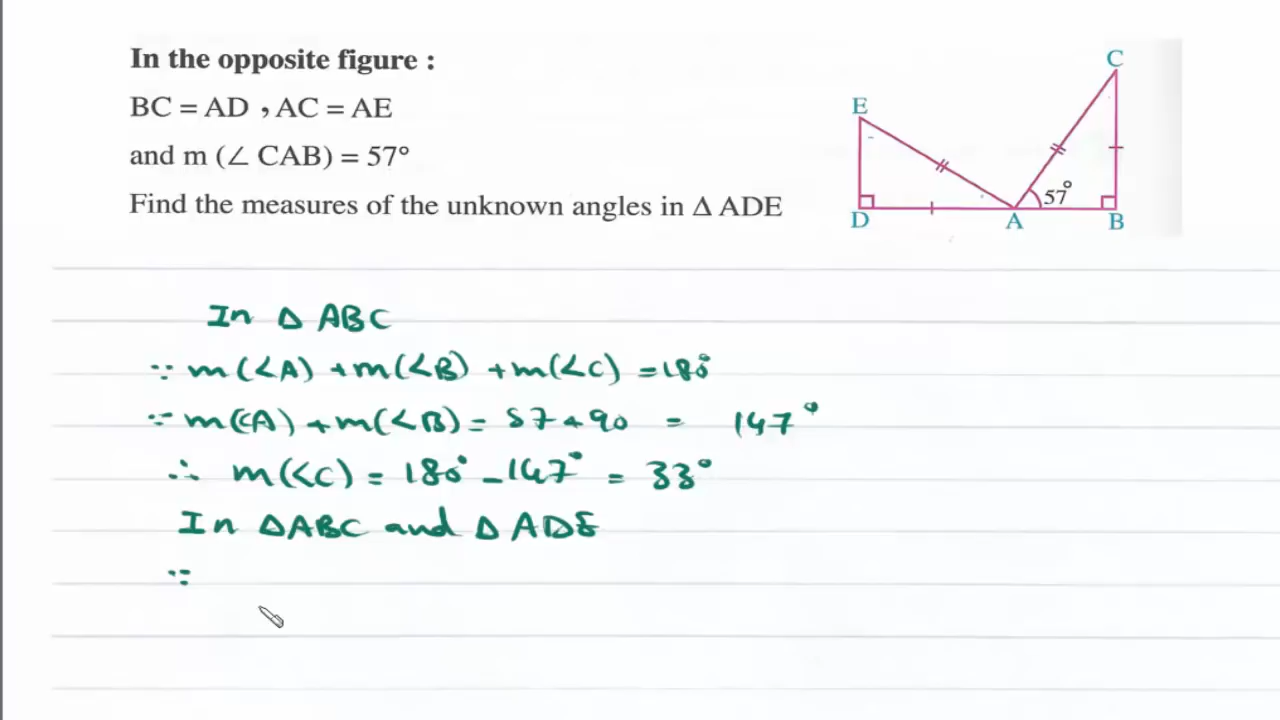 In the opposite figure :
BC = AD , AC = AE
and m (∠ CAB) = 57°
Find the measures of the unknown angles in Δ ADE
C
E
57°
D
A
B
In Δ ABC
∵ m(∠A) + m(∠B) + m(∠C) = 180°
∵ m(∠A) + m(∠B) = 57 + 90 = 147°
∴ m(∠C) = 180° - 147° = 33°
In Δ ABC and Δ ADE
∵